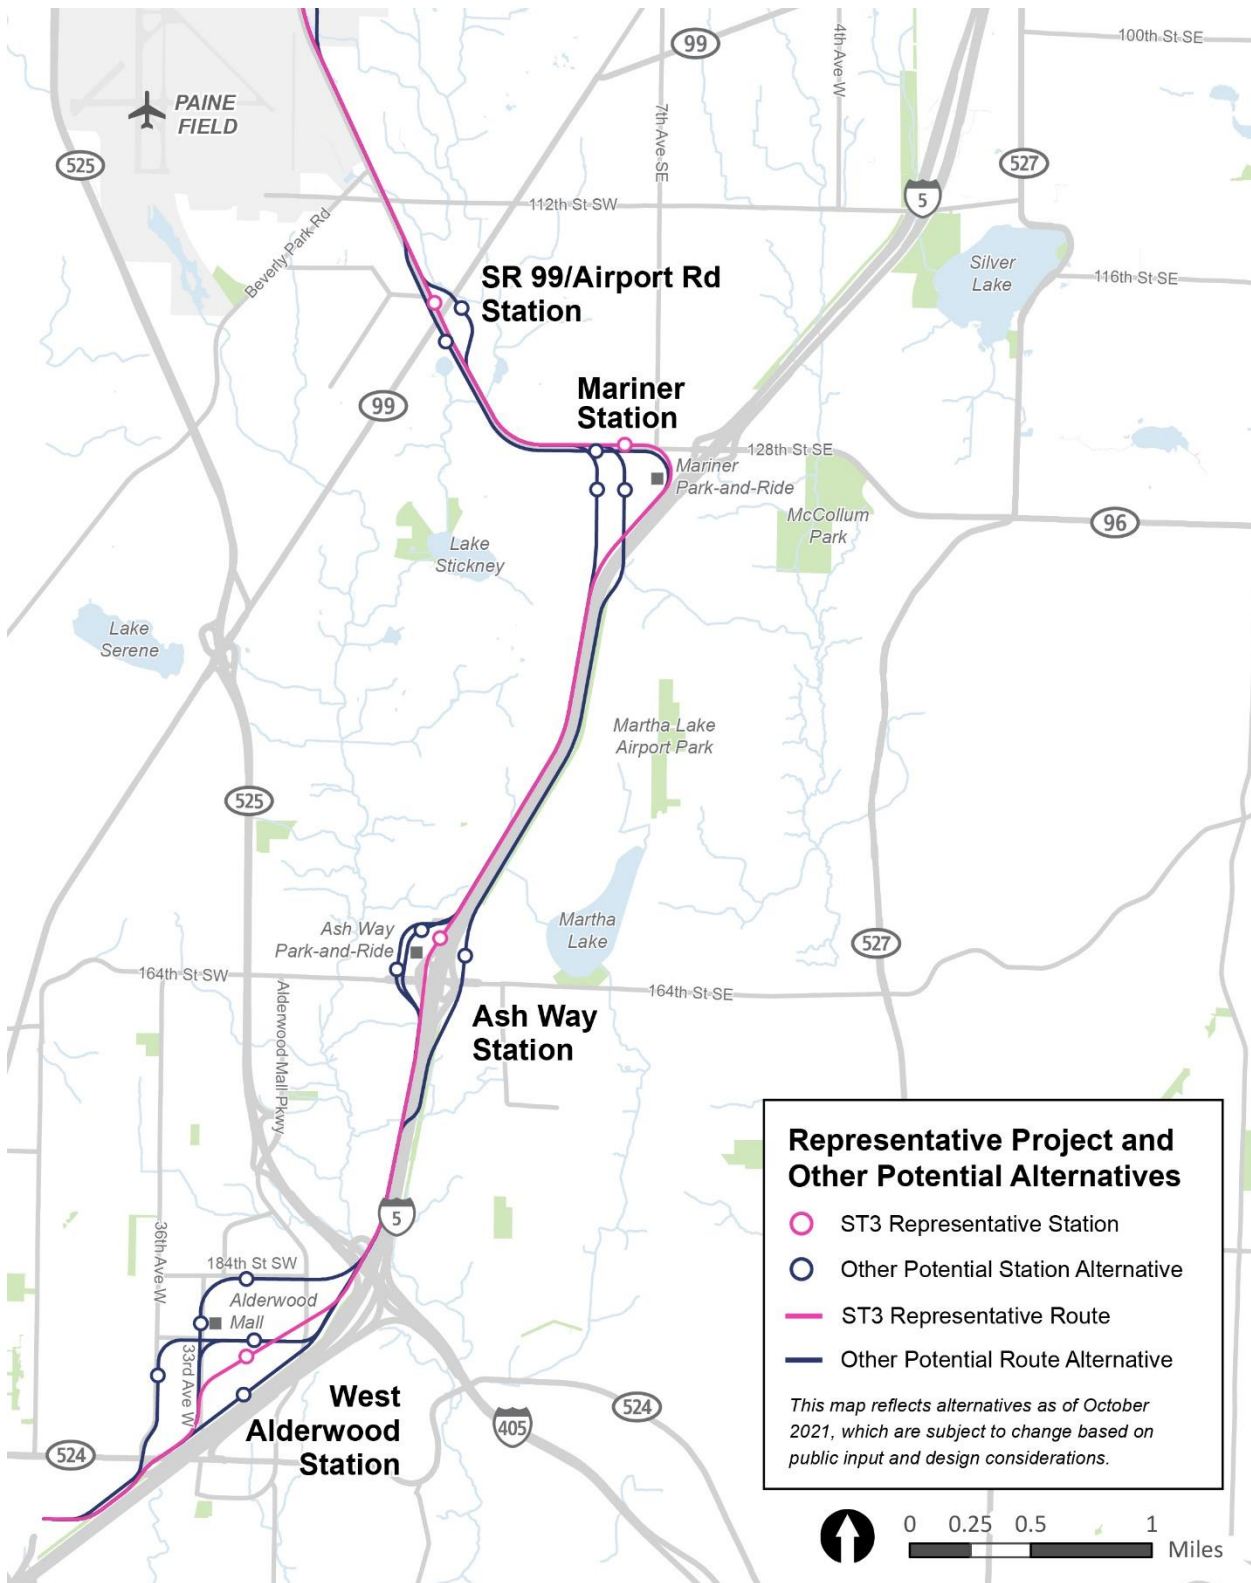 99
4th Ave W
100th St SE
PAINE
FIELD
7th Ave SE
525
527
5
112th St SW
Beverly Park Rd
Silver
Lake
116th St SE
SR 99/Airport Rd
Station
99
Mariner
Station
128th St SE
Mariner
Park-and-Ride
McCollum
Park
96
Lake
Stickney
Lake
Serene
Martha Lake
Airport Park
525
Ash Way
Park-and-Ride
Martha
Lake
527
164th St SW
164th St SE
Alderwood Mall Pkwy
Ash Way
Station
5
36th Ave W
184th St SW
Alderwood
Mall
33rd Ave W
West
Alderwood
Station
524
405
524
Representative Project and
Other Potential Alternatives
ST3 Representative Station
Other Potential Station Alternative
ST3 Representative Route
Other Potential Route Alternative
This map reflects alternatives as of October
2021, which are subject to change based on
public input and design considerations.
0 0.25 0.5 1
Miles